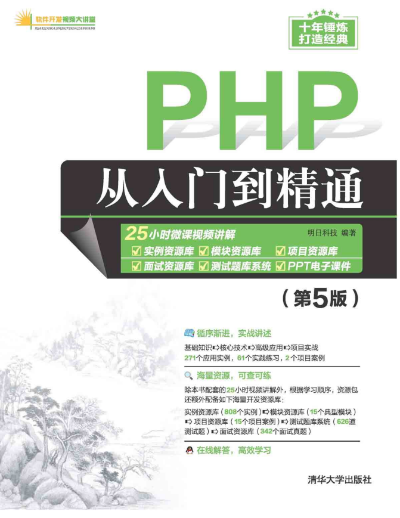 软件开发视频大讲堂
十年锤炼
打造经典
PHP
从入门到精通
25小时微课视频讲解
明日科技 编著
实例资源库 模块资源库 项目资源库
面试资源库 测试题库系统 PPT电子课件
(第5版)
循序渐进,实战讲述
基础知识➪核心技术➪高级应用➪项目实战
271个应用实例,61个实践练习,2个项目案例
海量资源,可查可练
除本书配套的25小时视频讲解外,根据学习顺序,资源包
还额外配备如下海量开发资源库:
实例资源库(808个实例)➪模块资源库(15个典型模块)
➪项目资源库(15个项目案例)➪测试题库系统(626道
测试题)➪面试资源库(342个面试真题)
在线解答,高效学习
清华大学出版社